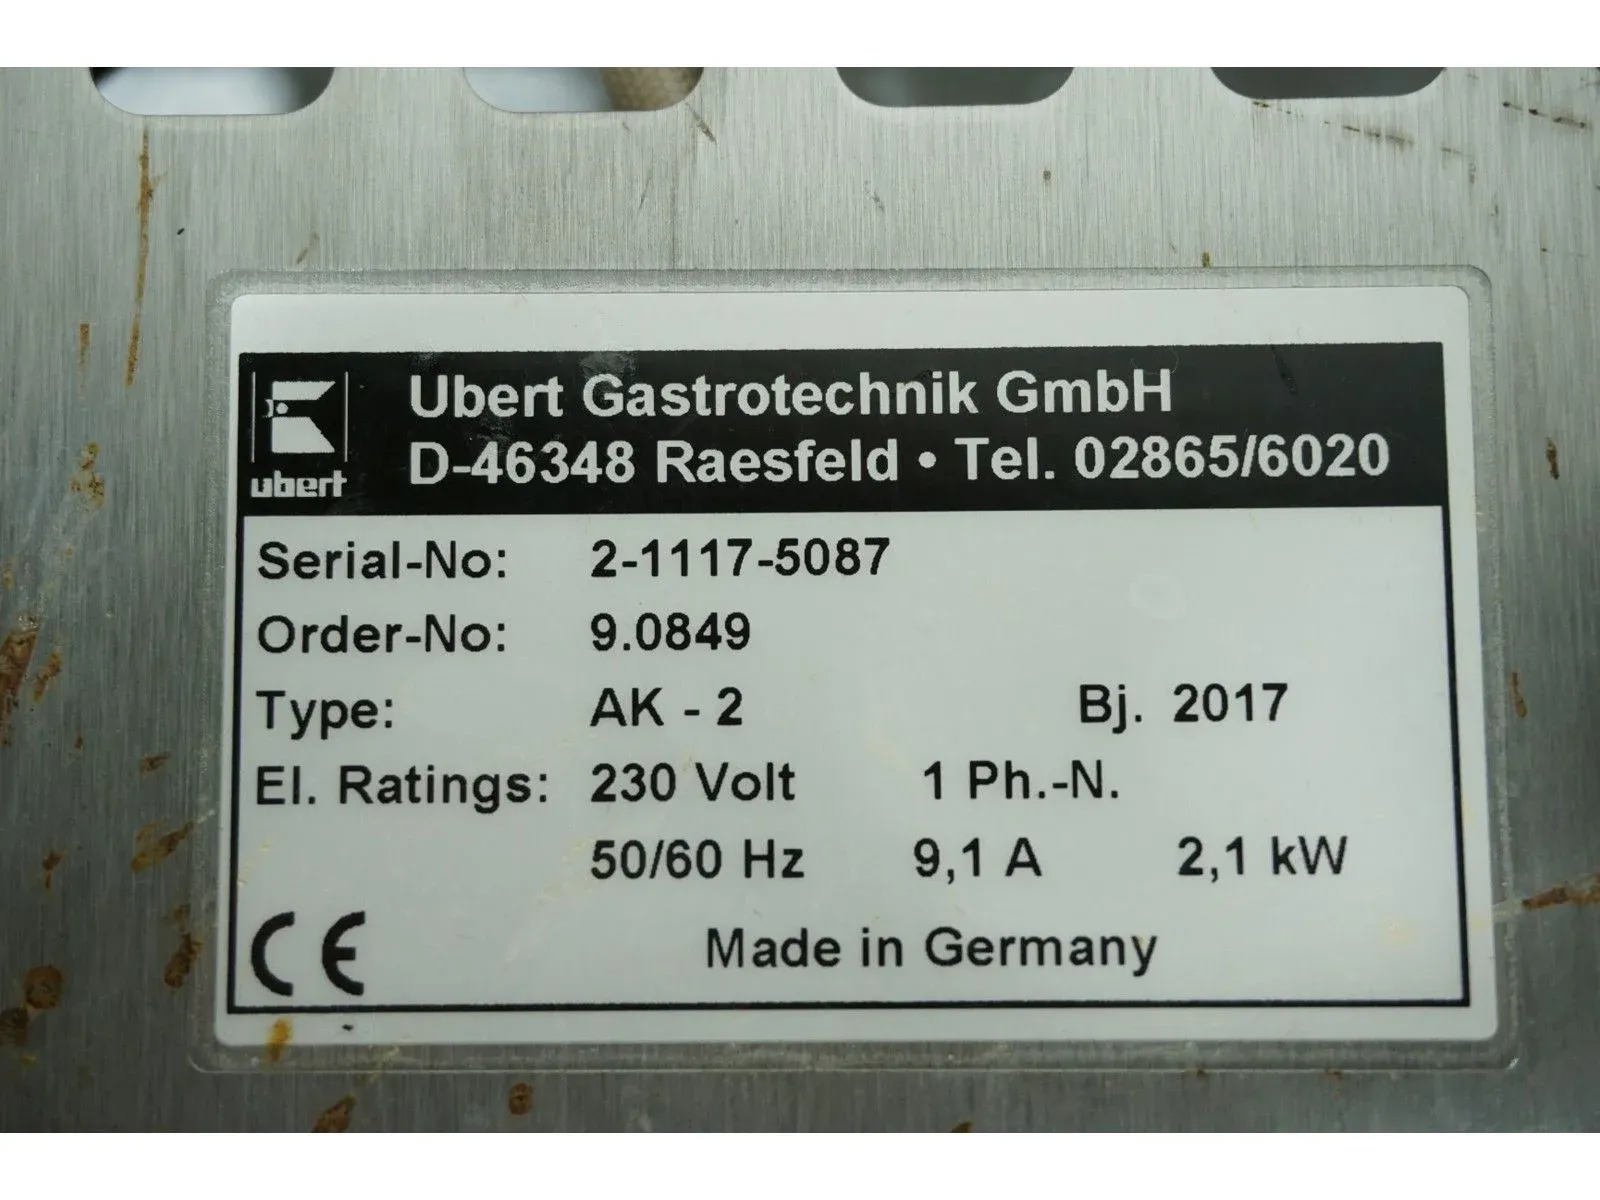 ubert
Ubert Gastrotechnik GmbH
D-46348 Raesfeld • Tel. 02865/6020
Serial-No: 2-1117-5087
Order-No: 9.0849
Type: AK - 2 Bj. 2017
El. Ratings: 230 Volt 1 Ph.-N.
50/60 Hz 9,1 A 2,1 kW
CE Made in Germany